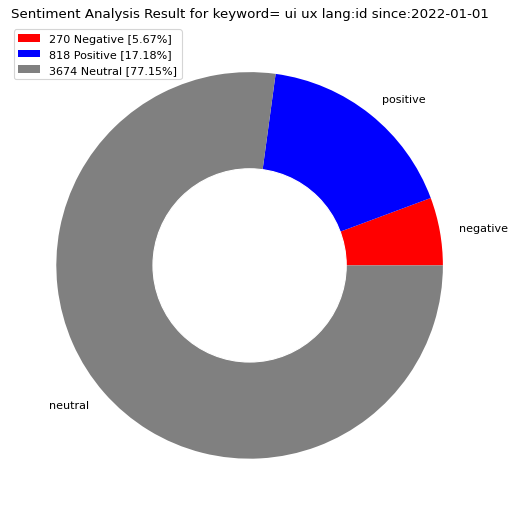 Sentiment Analysis Result for keyword= ui ux lang:id since:2022-01-01
270 Negative [5.67%]
818 Positive [17.18%]
3674 Neutral [77.15%]
positive
negative
neutral